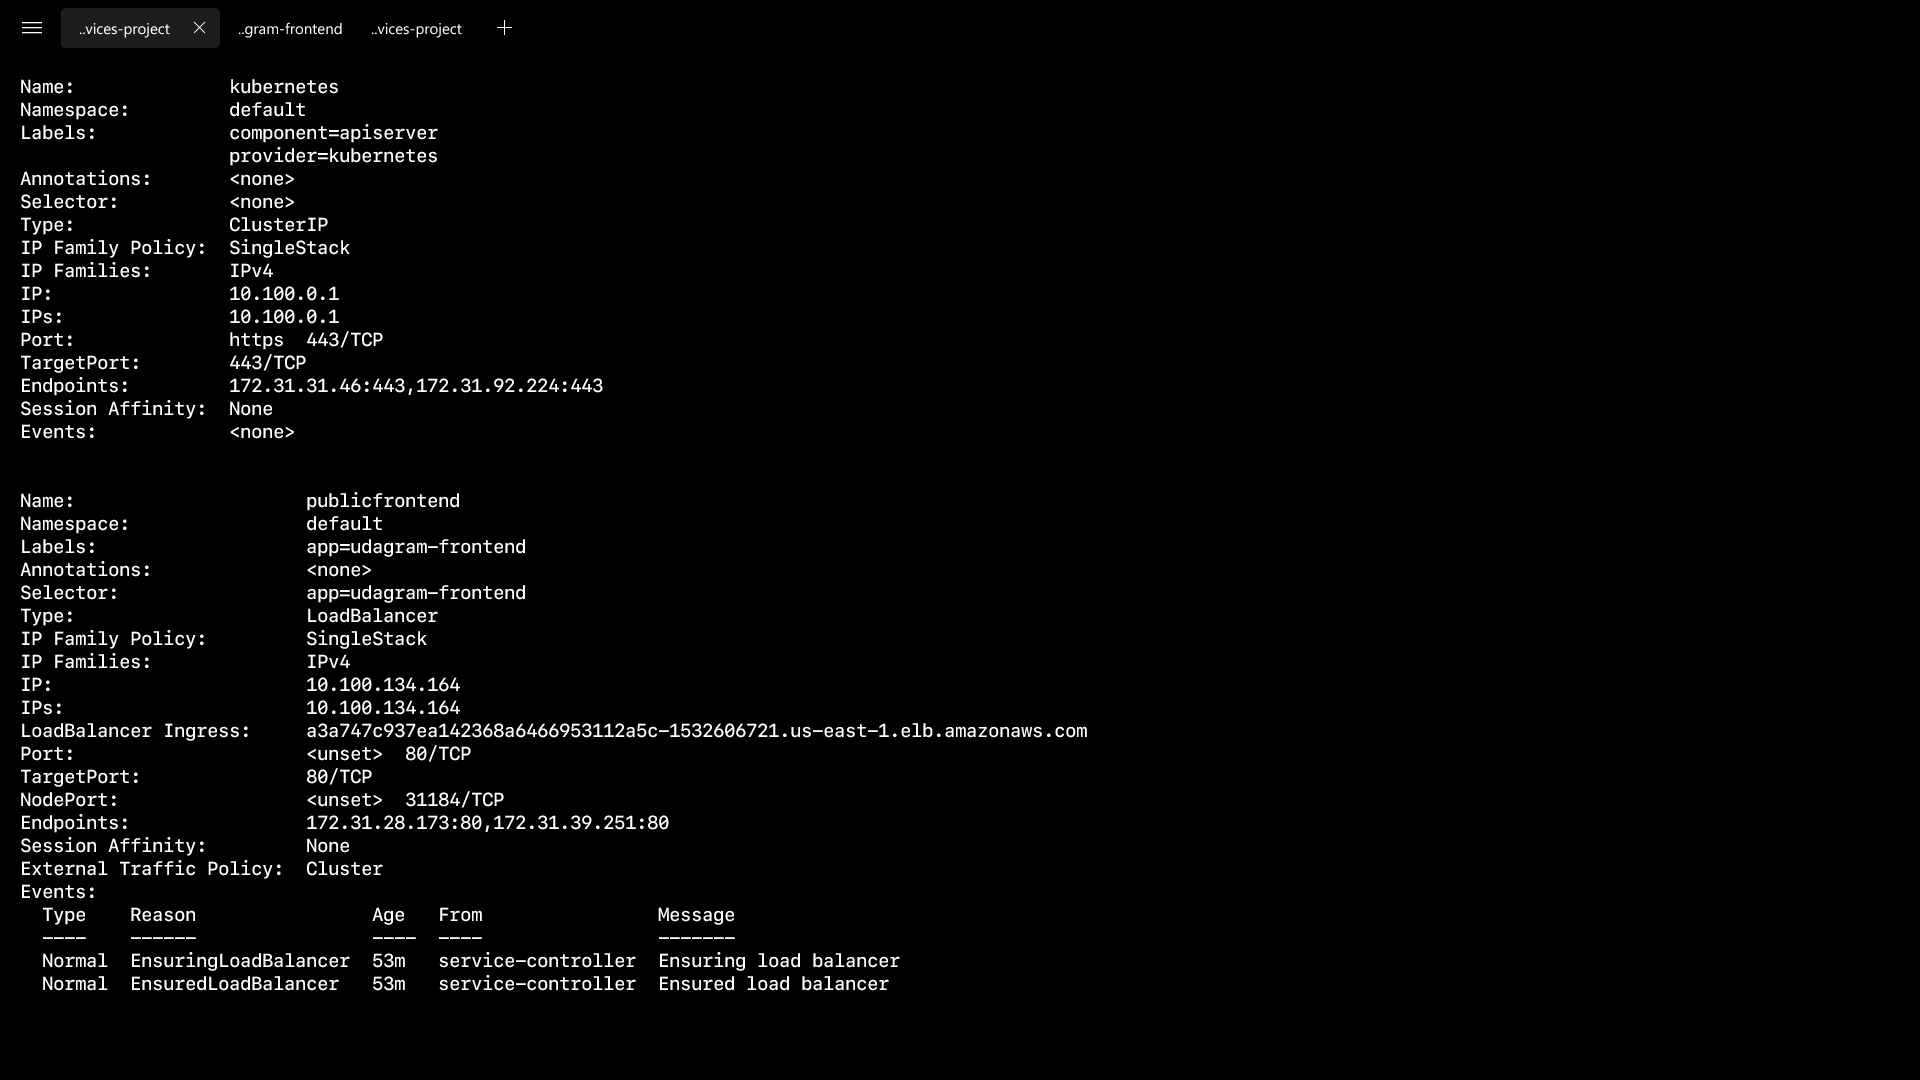 ..vices-project ..gram-frontend ..vices-project
Name: kubernetes
Namespace: default
Labels: component=apiserver
provider=kubernetes
Annotations: <none>
Selector: <none>
Type: ClusterIP
IP Family Policy: SingleStack
IP Families: IPv4
IP: 10.100.0.1
IPs: 10.100.0.1
Port: https 443/TCP
TargetPort: 443/TCP
Endpoints: 172.31.31.46:443,172.31.92.224:443
Session Affinity: None
Events: <none>
Name: publicfrontend
Namespace: default
Labels: app=udagram-frontend
Annotations: <none>
Selector: app=udagram-frontend
Type: LoadBalancer
IP Family Policy: SingleStack
IP Families: IPv4
IP: 10.100.134.164
IPs: 10.100.134.164
LoadBalancer Ingress: a3a747c937ea142368a6466953112a5c-1532606721.us-east-1.elb.amazonaws.com
Port: <unset> 80/TCP
TargetPort: 80/TCP
NodePort: <unset> 31184/TCP
Endpoints: 172.31.28.173:80,172.31.39.251:80
Session Affinity: None
External Traffic Policy: Cluster
Events:
Type Reason Age From Message
---- ------ ---- ---- -------
Normal EnsuringLoadBalancer 53m service-controller Ensuring load balancer
Normal EnsuredLoadBalancer 53m service-controller Ensured load balancer